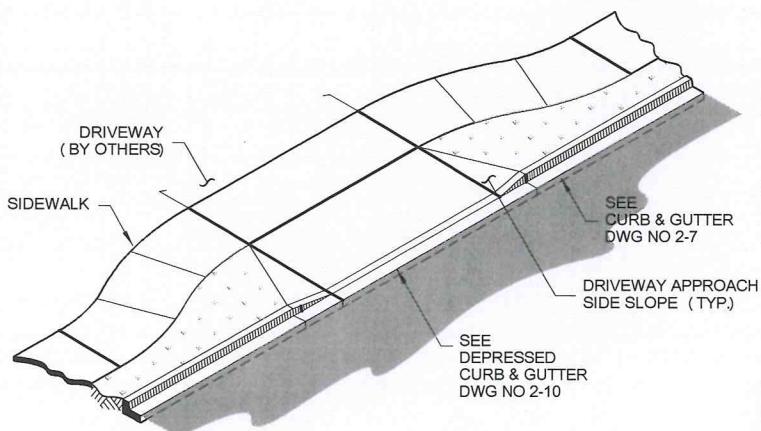 DRIVEWAY
( BY OTHERS)
SIDEWALK
SEE
CURB & GUTTER
DWG NO 2-7
DRIVEWAY APPROACH
SIDE SLOPE ( TYP.)
SEE
DEPRESSED
CURB & GUTTER
DWG NO 2-10